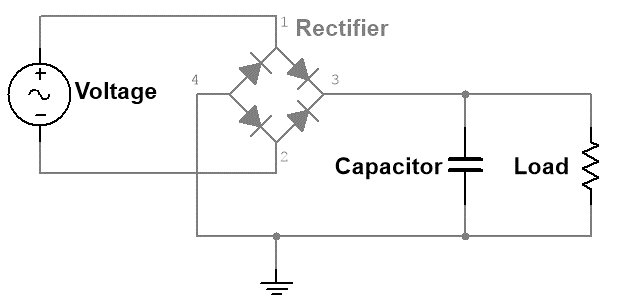 1
Rectifier
4
3
+
Voltage
−
2
Capacitor
Load